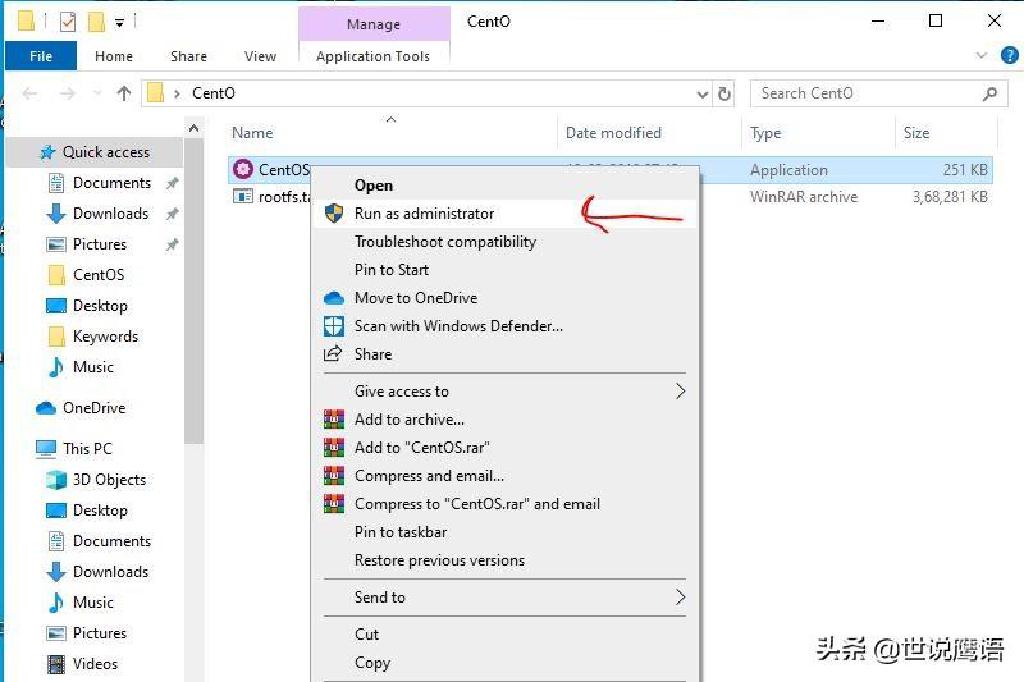 Manage
CentO
File
Home
Share
View
Application Tools
CentO
Search CentO
Name
Date modified
Type
Size
Quick access
Documents
Downloads
Pictures
CentOS
Desktop
Keywords
Music
OneDrive
This PC
3D Objects
Desktop
Documents
Downloads
Music
Pictures
Videos
CentOS
Application
251 KB
rootfs.ta
WinRAR archive
3,68,281 KB
Open
Run as administrator
Troubleshoot compatibility
Pin to Start
Move to OneDrive
Scan with Windows Defender...
Share
Give access to
Add to archive...
Add to "CentOS.rar"
Compress and email...
Compress to "CentOS.rar" and email
Pin to taskbar
Restore previous versions
Send to
Cut
Copy
头条 @世说鹰语